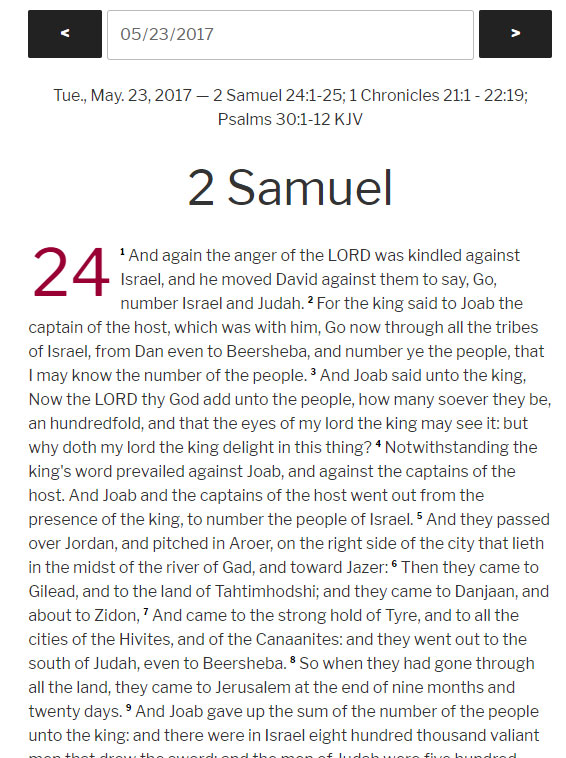 <
05/23/2017
>
Tue., May. 23, 2017 — 2 Samuel 24:1-25; 1 Chronicles 21:1 - 22:19;
Psalms 30:1-12 KJV
2 Samuel
24 1 And again the anger of the LORD was kindled against
Israel, and he moved David against them to say, Go,
number Israel and Judah. 2 For the king said to Joab the
captain of the host, which was with him, Go now through all the tribes
of Israel, from Dan even to Beersheba, and number ye the people, that
I may know the number of the people. 3 And Joab said unto the king,
Now the LORD thy God add unto the people, how many soever they be,
an hundredfold, and that the eyes of my lord the king may see it: but
why doth my lord the king delight in this thing? 4 Notwithstanding the
king's word prevailed against Joab, and against the captains of the
host. And Joab and the captains of the host went out from the
presence of the king, to number the people of Israel. 5 And they passed
over Jordan, and pitched in Aroer, on the right side of the city that lieth
in the midst of the river of Gad, and toward Jazer: 6 Then they came to
Gilead, and to the land of Tahtimhodshi; and they came to Danjaan, and
about to Zidon, 7 And came to the strong hold of Tyre, and to all the
cities of the Hivites, and of the Canaanites: and they went out to the
south of Judah, even to Beersheba. 8 So when they had gone through
all the land, they came to Jerusalem at the end of nine months and
twenty days. 9 And Joab gave up the sum of the number of the people
unto the king: and there were in Israel eight hundred thousand valiant
men that drew the sword; and the men of Judah were five hundred